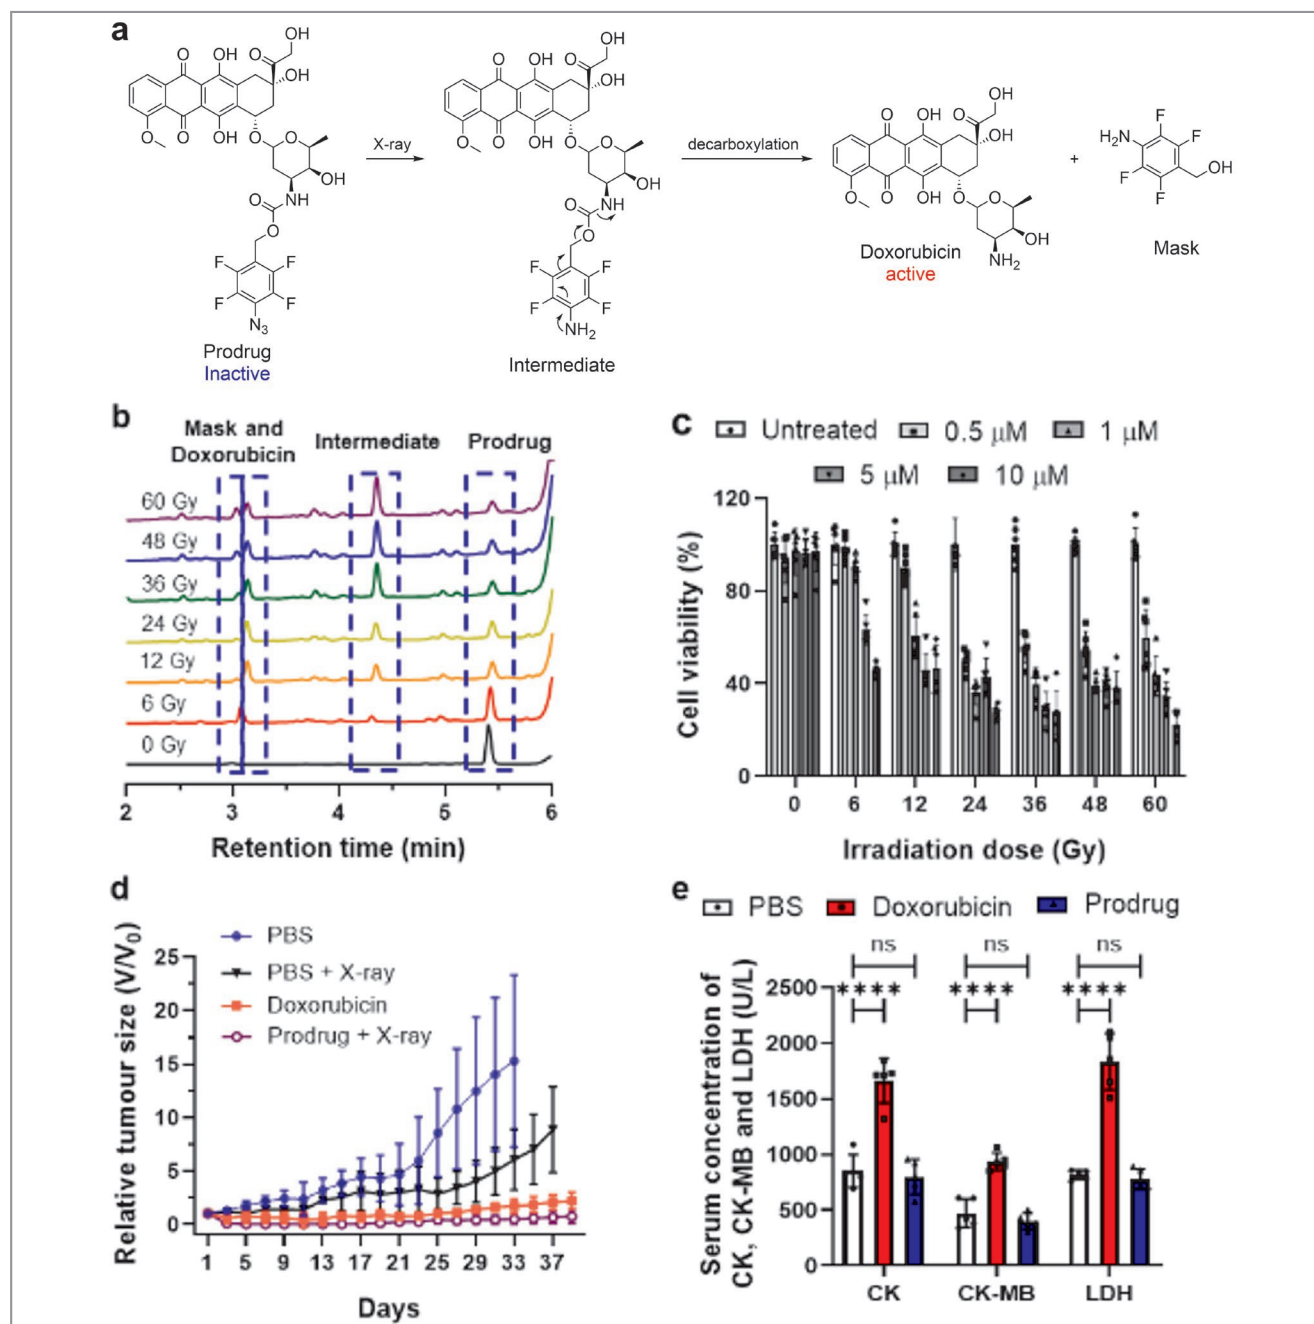 a
OH
O OH O
OH
O O OH O
O
OH
O NH
O
F F
F F
N3
Prodrug
Inactive
X-ray
OH
O OH O
OH
O O OH O
O
OH
O NH
O
F F
F F
NH2
Intermediate
decarboxylation
OH
O OH O
OH
O O OH O
O
OH
NH2
Doxorubicin
active
+
F
H2N F
F OH
F
Mask
b
Mask and Doxorubicin
Intermediate
Prodrug
60 Gy
48 Gy
36 Gy
24 Gy
12 Gy
6 Gy
0 Gy
2 3 4 5 6
Retention time (min)
c
Untreated 0.5 μM 1 μM
5 μM 10 μM
120
80
40
0
Cell viability (%)
0 6 12 24 36 48 60
Irradiation dose (Gy)
d
PBS
PBS + X-ray
Doxorubicin
Prodrug + X-ray
25
20
15
10
5
0
Relative tumour size (V/V0)
1 5 9 13 17 21 25 29 33 37
Days
e
PBS Doxorubicin Prodrug
ns ns ns
**** **** ****
2500
2000
1500
1000
500
0
Serum concentration of
CK, CK-MB and LDH (U/L)
CK CK-MB LDH